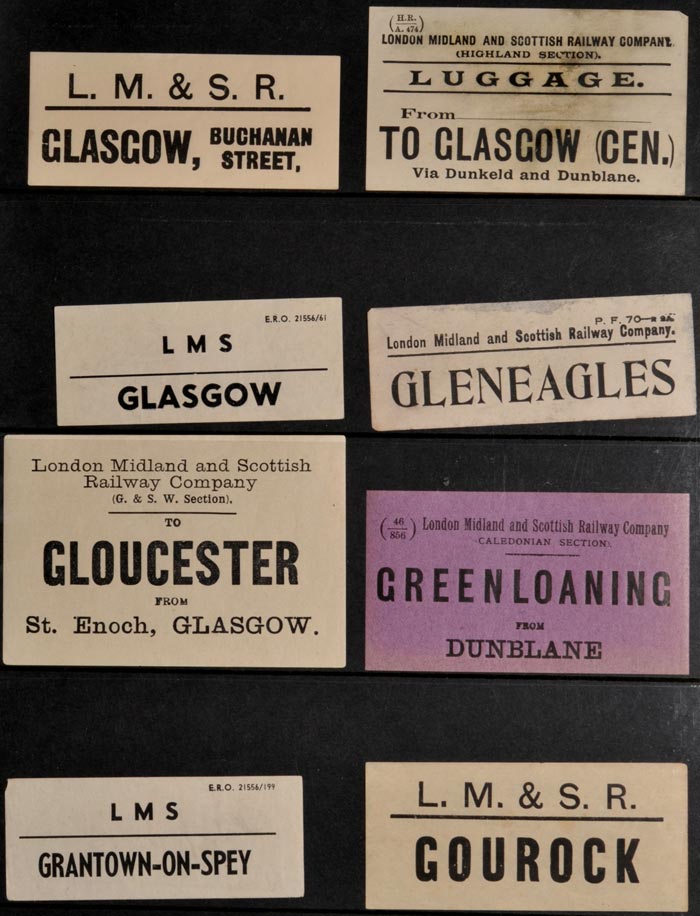 L. M. & S. R.
GLASGOW, BUCHANAN STREET,
(H.R./A. 474)
LONDON MIDLAND AND SCOTTISH RAILWAY COMPANY
(HIGHLAND SECTION).
LUGGAGE.
From
TO GLASGOW (CEN.)
Via Dunkeld and Dunblane.
E.R.O. 21556/61
LMS
GLASGOW
P. F. 70
London Midland and Scottish Railway Company.
GLENEAGLES
London Midland and Scottish
Railway Company
(G. & S. W. Section).
TO
GLOUCESTER
FROM
St. Enoch, GLASGOW.
(46/856) London Midland and Scottish Railway Company
(CALEDONIAN SECTION).
GREENLOANING
FROM
DUNBLANE
E.R.O. 21556/199
LMS
GRANTOWN-ON-SPEY
L. M. & S. R.
GOUROCK